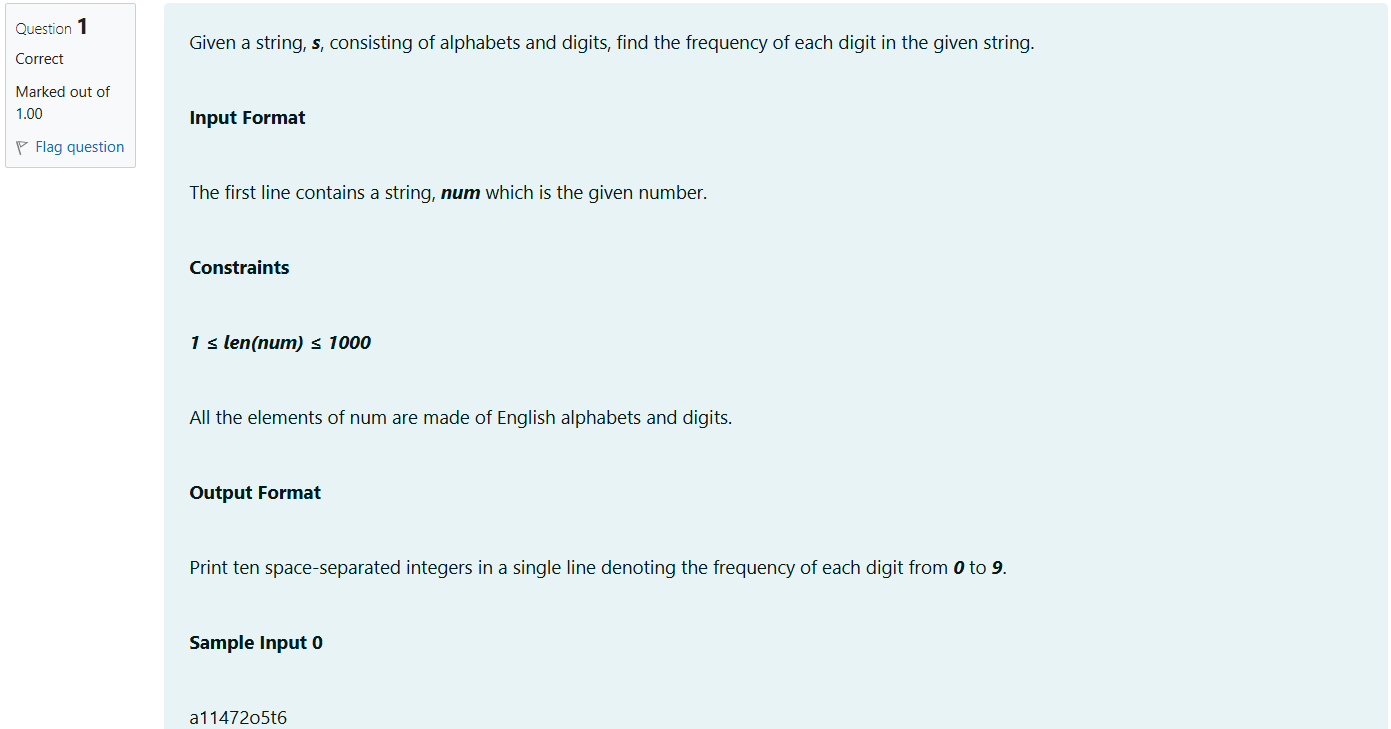 Question 1
Correct
Marked out of
1.00
Flag question
Given a string, s, consisting of alphabets and digits, find the frequency of each digit in the given string.
Input Format
The first line contains a string, num which is the given number.
Constraints
1 ≤ len(num) ≤ 1000
All the elements of num are made of English alphabets and digits.
Output Format
Print ten space-separated integers in a single line denoting the frequency of each digit from 0 to 9.
Sample Input 0
a11472o5t6